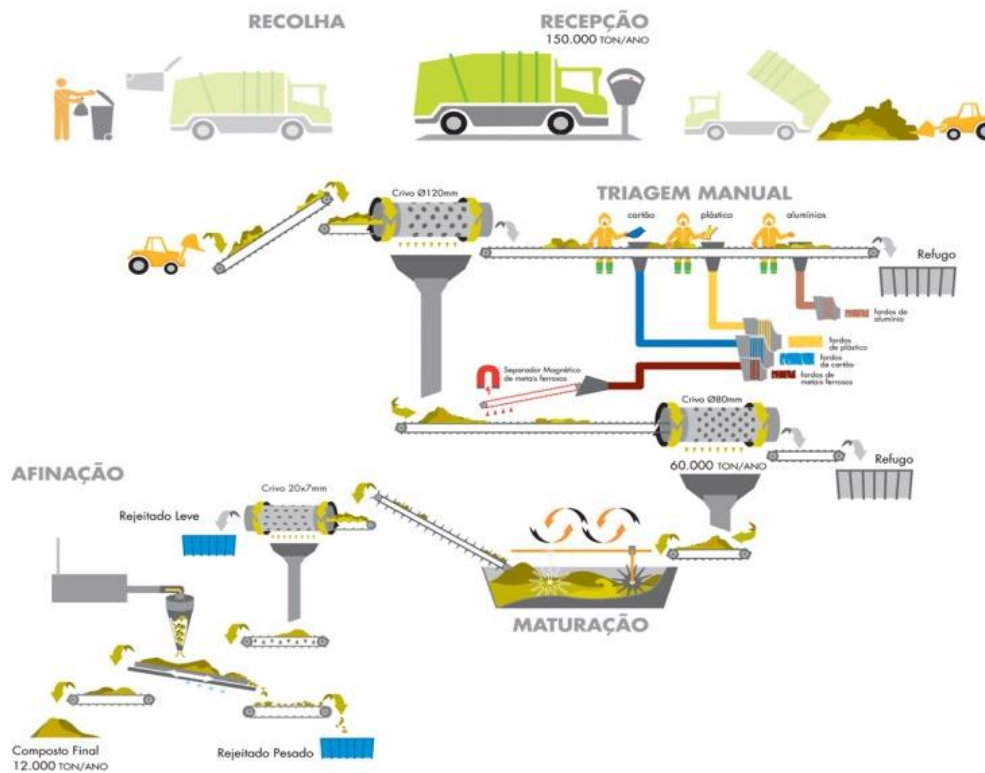 RECOLHA
RECEPÇÃO
150.000 TON/ANO
Crivo Ø120mm
TRIAGEM MANUAL
cartão
plástico
alumínios
Refugo
fardos de
alumínio
fardos
de plástico
fardos
de cartão
fardos de
metais ferrosos
Separador Magnético
de metais ferrosos
Crivo Ø80mm
60.000 TON/ANO
Refugo
AFINAÇÃO
Crivo 20x7mm
Rejeitado Leve
MATURAÇÃO
Composto Final
12.000 TON/ANO
Rejeitado Pesado